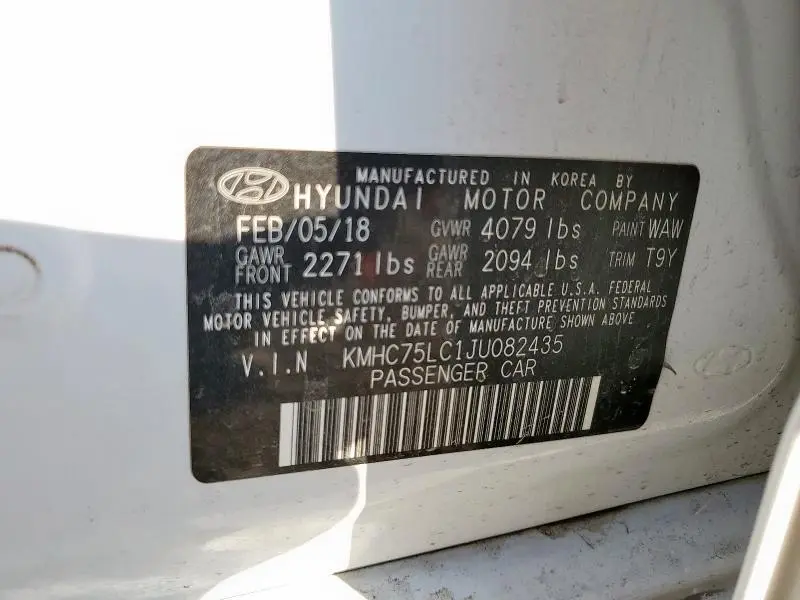 MANUFACTURED IN KOREA BY
HYUNDAI MOTOR COMPANY
FEB/05/18 GVWR 4079 lbs PAINT WAW
GAWR FRONT 2271 lbs GAWR REAR 2094 lbs TRIM T9Y
THIS VEHICLE CONFORMS TO ALL APPLICABLE U.S.A. FEDERAL
MOTOR VEHICLE SAFETY, BUMPER, AND THEFT PREVENTION STANDARDS
IN EFFECT ON THE DATE OF MANUFACTURE SHOWN ABOVE
V.I.N KMHC75LC1JU082435
PASSENGER CAR